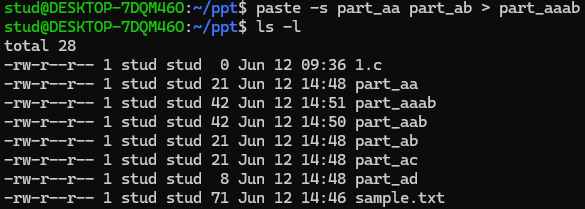 stud@DESKTOP-7DQM46O:~/ppt$ paste -s part_aa part_ab > part_aaab
stud@DESKTOP-7DQM46O:~/ppt$ ls -l
total 28
-rw-r--r-- 1 stud stud  0 Jun 12 09:36 1.c
-rw-r--r-- 1 stud stud 21 Jun 12 14:48 part_aa
-rw-r--r-- 1 stud stud 42 Jun 12 14:51 part_aaab
-rw-r--r-- 1 stud stud 42 Jun 12 14:50 part_aab
-rw-r--r-- 1 stud stud 21 Jun 12 14:48 part_ab
-rw-r--r-- 1 stud stud 21 Jun 12 14:48 part_ac
-rw-r--r-- 1 stud stud  8 Jun 12 14:48 part_ad
-rw-r--r-- 1 stud stud 71 Jun 12 14:46 sample.txt